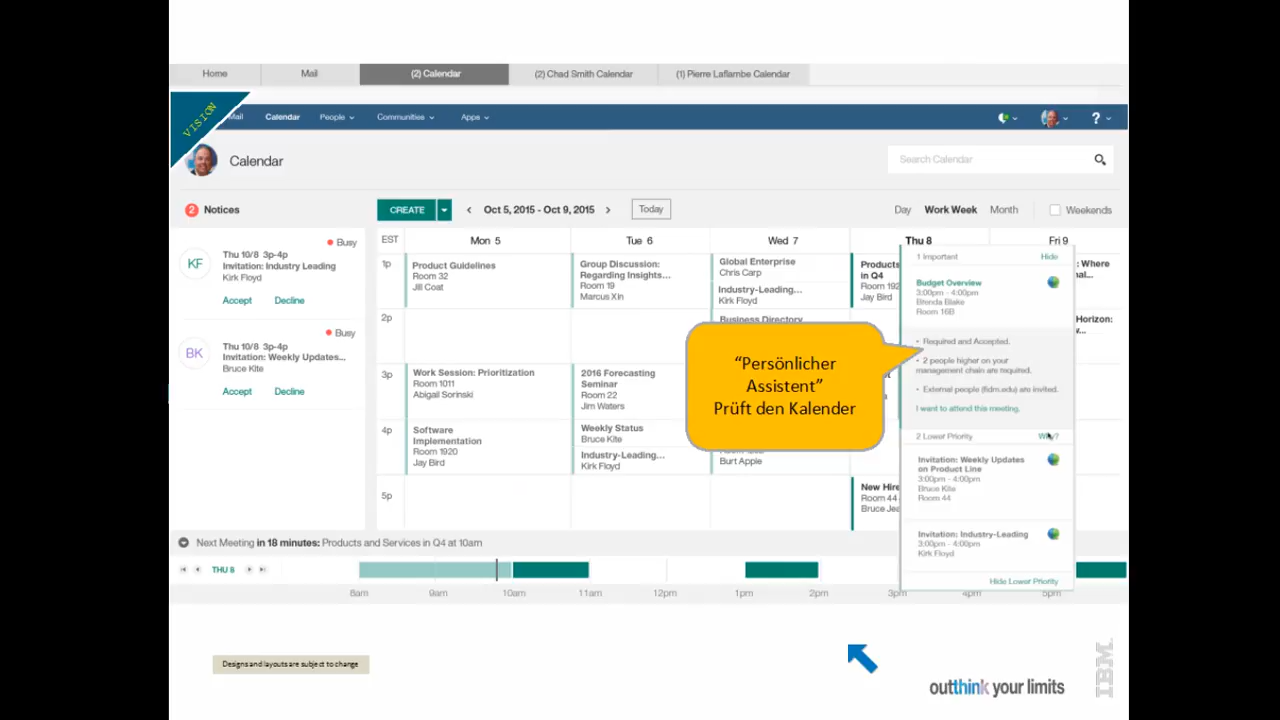 Home
Mail
(2) Calendar
(2) Chad Smith Calendar
(1) Pierre Laflambe Calendar
VISION
Mail
Calendar
People
Communities
Apps
?
Calendar
Search Calendar
2 Notices
CREATE
Oct 5, 2015 - Oct 9, 2015
Today
Day
Work Week
Month
Weekends
Busy
KF
Thu 10/8 3p-4p
Invitation: Industry Leading
Kirk Floyd
Accept
Decline
Busy
BK
Thu 10/8 3p-4p
Invitation: Weekly Updates...
Bruce Kite
Accept
Decline
EST
Mon 5
Tue 6
Wed 7
Thu 8
Fri 9
1p
2p
3p
4p
5p
Product Guidelines
Room 32
Jill Coat
Work Session: Prioritization
Room 1011
Abigail Sorinski
Software
Implementation
Room 1920
Jay Bird
Group Discussion:
Regarding Insights...
Room 19
Marcus Xin
2016 Forecasting
Seminar
Room 22
Jim Waters
Weekly Status
Bruce Kite
Industry-Leading...
Kirk Floyd
Global Enterprise
Chris Carp
Industry-Leading...
Kirk Floyd
Business Directory
Burt Apple
Products
in Q4
Room 192
Jay Bird
New Hire
Room 44
Bruce Jea
: Where
Horizon:
“Persönlicher
Assistent”
Prüft den Kalender
1 Important
Hide
Budget Overview
3:00pm - 4:00pm
Brenda Blake
Room 16B
• Required and Accepted.
• 2 people higher on your
management chain are required.
• External people (fidm.edu) are invited.
I want to attend this meeting.
2 Lower Priority
Why?
Invitation: Weekly Updates
on Product Line
3:00pm - 4:00pm
Bruce Kite
Room 44
Invitation: Industry-Leading
3:00pm - 4:00pm
Kirk Floyd
Hide Lower Priority
Next Meeting in 18 minutes: Products and Services in Q4 at 10am
THU 8
8am
9am
10am
11am
12pm
1pm
2pm
3pm
4pm
5pm
Designs and layouts are subject to change
outthink your limits
IBM